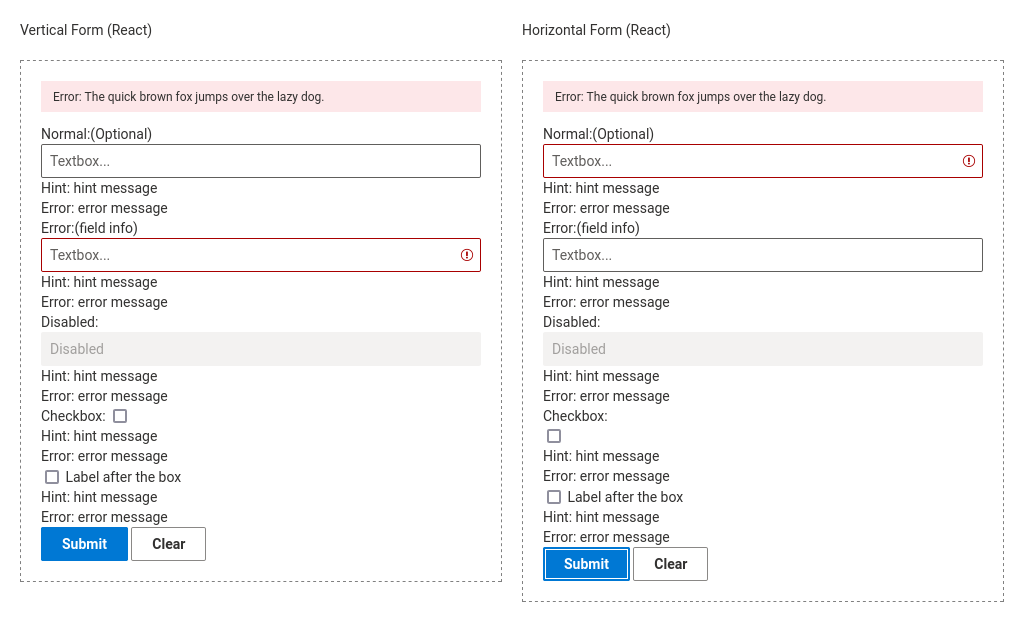 Vertical Form (React)
Error: The quick brown fox jumps over the lazy dog.
Normal:(Optional)
Textbox...
Hint: hint message
Error: error message
Error:(field info)
Textbox...
Hint: hint message
Error: error message
Disabled:
Disabled
Hint: hint message
Error: error message
Checkbox:
Hint: hint message
Error: error message
Label after the box
Hint: hint message
Error: error message
Submit Clear
Horizontal Form (React)
Error: The quick brown fox jumps over the lazy dog.
Normal:(Optional)
Textbox...
Hint: hint message
Error: error message
Error:(field info)
Textbox...
Hint: hint message
Error: error message
Disabled:
Disabled
Hint: hint message
Error: error message
Checkbox:
Hint: hint message
Error: error message
Label after the box
Hint: hint message
Error: error message
Submit Clear